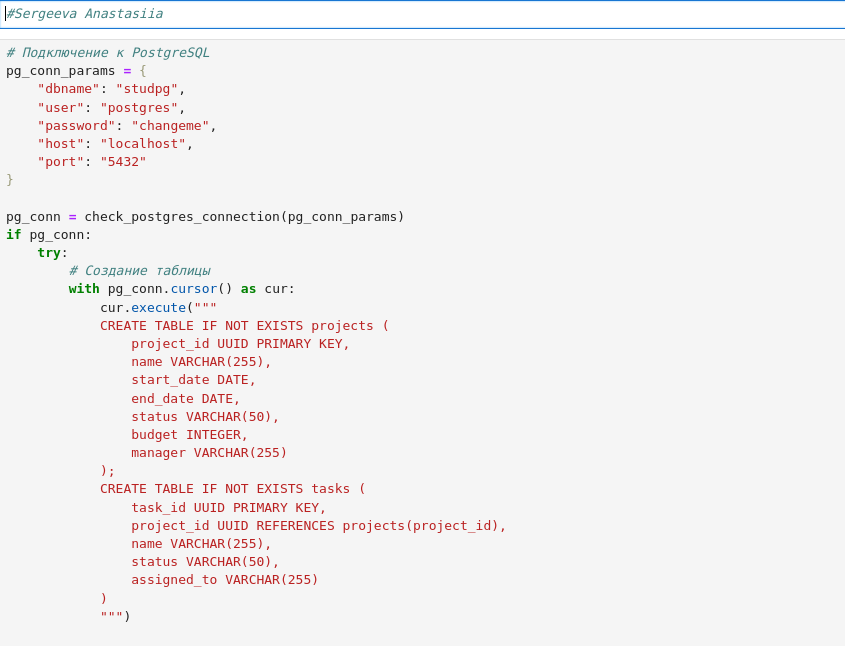 #Sergeeva Anastasiia
# Подключение к PostgreSQL
pg_conn_params = {
    "dbname": "studpg",
    "user": "postgres",
    "password": "changeme",
    "host": "localhost",
    "port": "5432"
}
pg_conn = check_postgres_connection(pg_conn_params)
if pg_conn:
    try:
        # Создание таблицы
        with pg_conn.cursor() as cur:
            cur.execute("""
            CREATE TABLE IF NOT EXISTS projects (
                project_id UUID PRIMARY KEY,
                name VARCHAR(255),
                start_date DATE,
                end_date DATE,
                status VARCHAR(50),
                budget INTEGER,
                manager VARCHAR(255)
            );
            CREATE TABLE IF NOT EXISTS tasks (
                task_id UUID PRIMARY KEY,
                project_id UUID REFERENCES projects(project_id),
                name VARCHAR(255),
                status VARCHAR(50),
                assigned_to VARCHAR(255)
            )
            """)